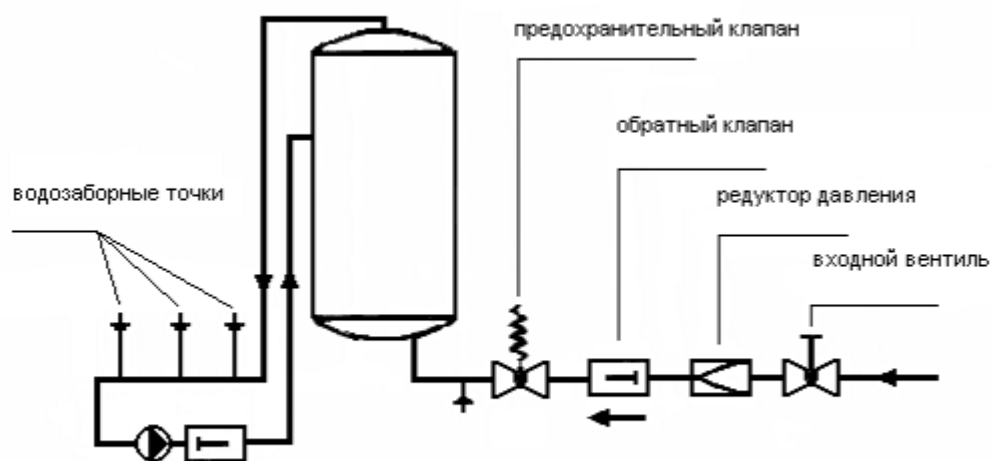 предохранительный клапан
обратный клапан
водозаборные точки
редуктор давления
входной вентиль